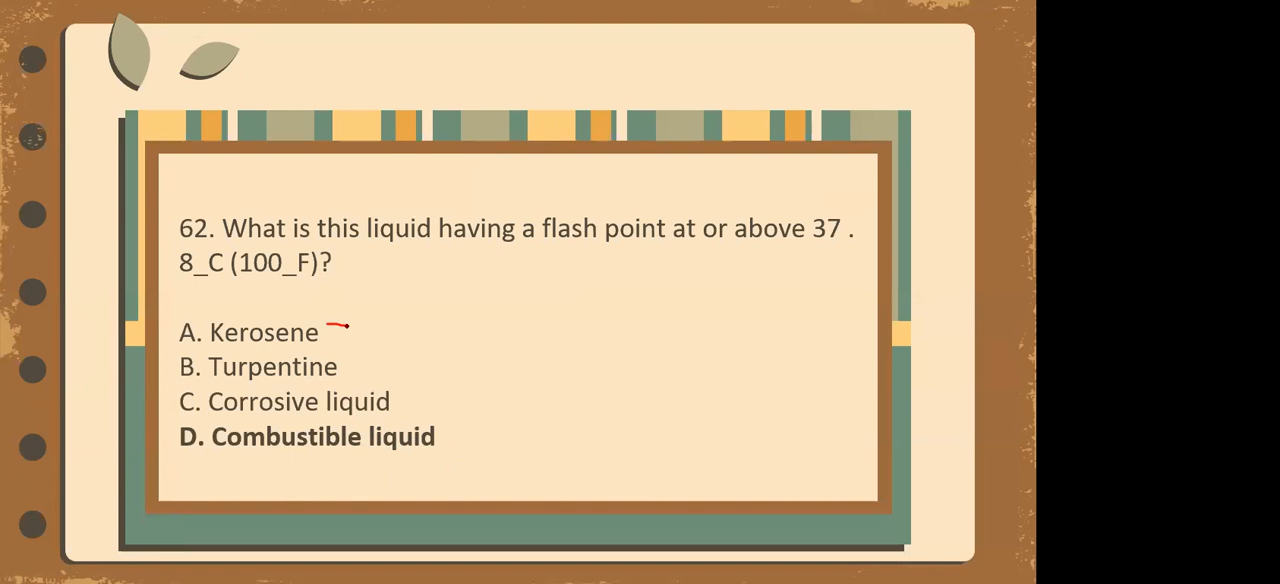 62. What is this liquid having a flash point at or above 37 .
8_C (100_F)?
A. Kerosene
B. Turpentine
C. Corrosive liquid
D. Combustible liquid